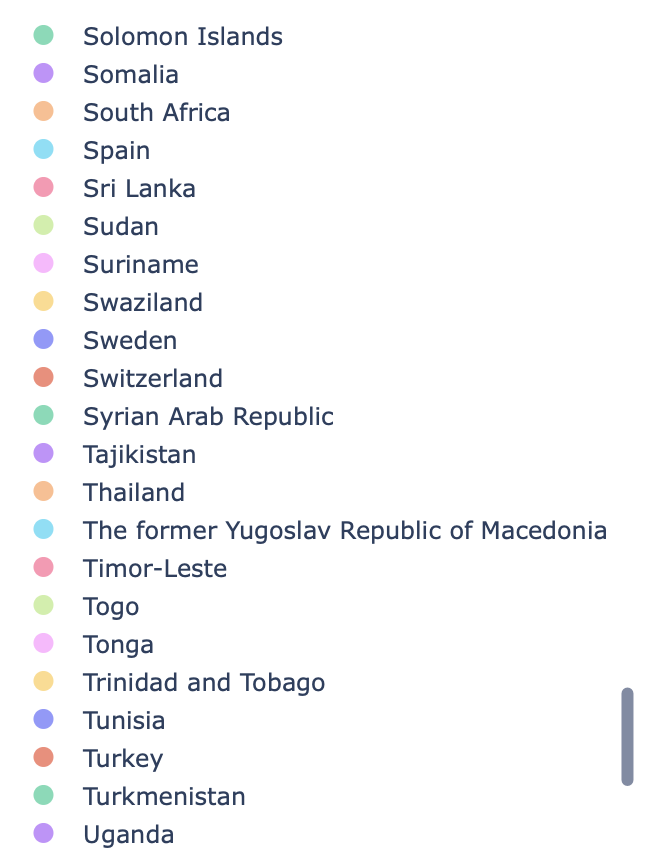 Solomon Islands
Somalia
South Africa
Spain
Sri Lanka
Sudan
Suriname
Swaziland
Sweden
Switzerland
Syrian Arab Republic
Tajikistan
Thailand
The former Yugoslav Republic of Macedonia
Timor-Leste
Togo
Tonga
Trinidad and Tobago
Tunisia
Turkey
Turkmenistan
Uganda